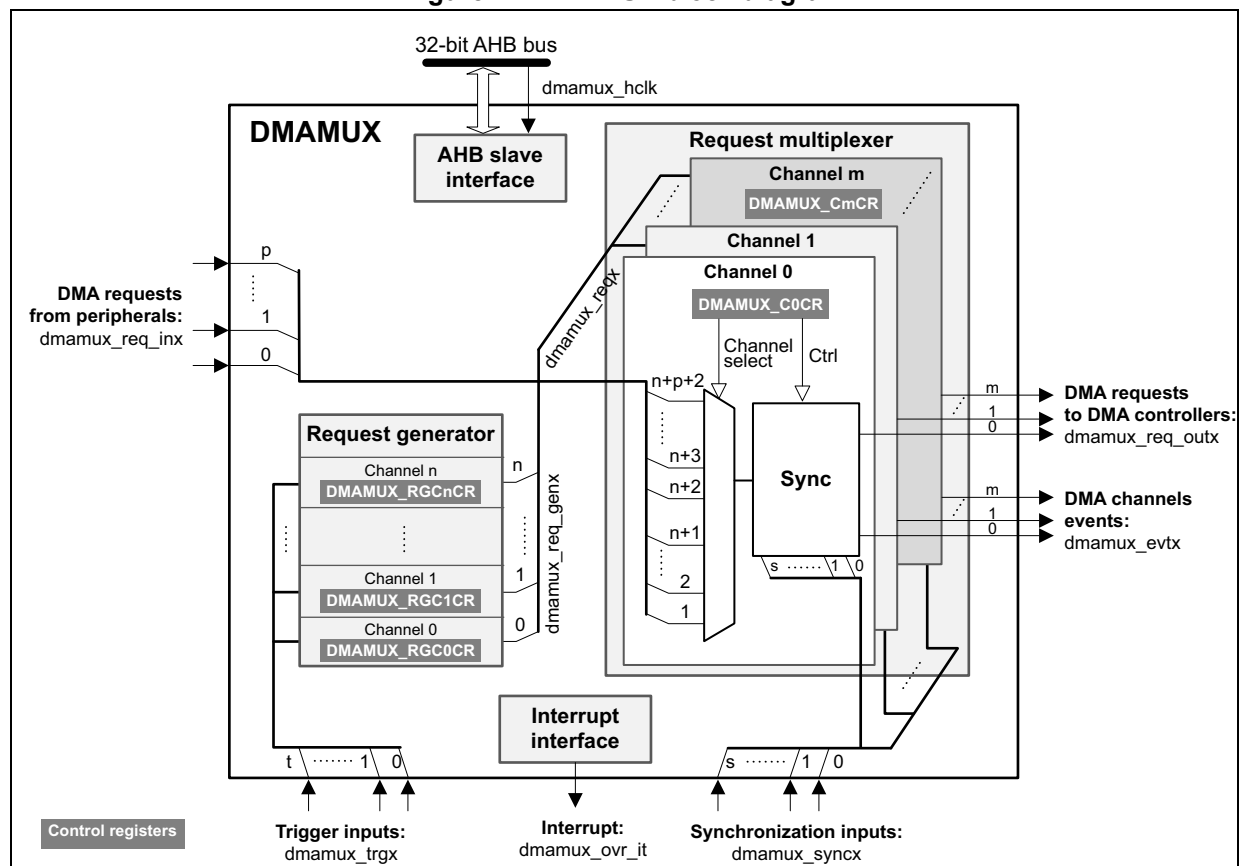 32-bit AHB bus
dmamux_hclk
DMAMUX
AHB slave
interface
Request multiplexer
Channel m
DMAMUX_CmCR
Channel 1
Channel 0
DMAMUX_C0CR
Channel
select
Ctrl
p
1
0
DMA requests
from peripherals:
dmamux_req_inx
dmamux_reqx
n+p+2
n+3
n+2
n+1
2
1
Sync
s
1
0
m
1
0
DMA requests
to DMA controllers:
dmamux_req_outx
m
1
0
DMA channels
events:
dmamux_evtx
Request generator
Channel n
DMAMUX_RGCnCR
Channel 1
DMAMUX_RGC1CR
Channel 0
DMAMUX_RGC0CR
n
1
0
dmamux_req_genx
Interrupt
interface
t
1
0
s
1
0
Control registers
Trigger inputs:
dmamux_trgx
Interrupt:
dmamux_ovr_it
Synchronization inputs:
dmamux_syncx